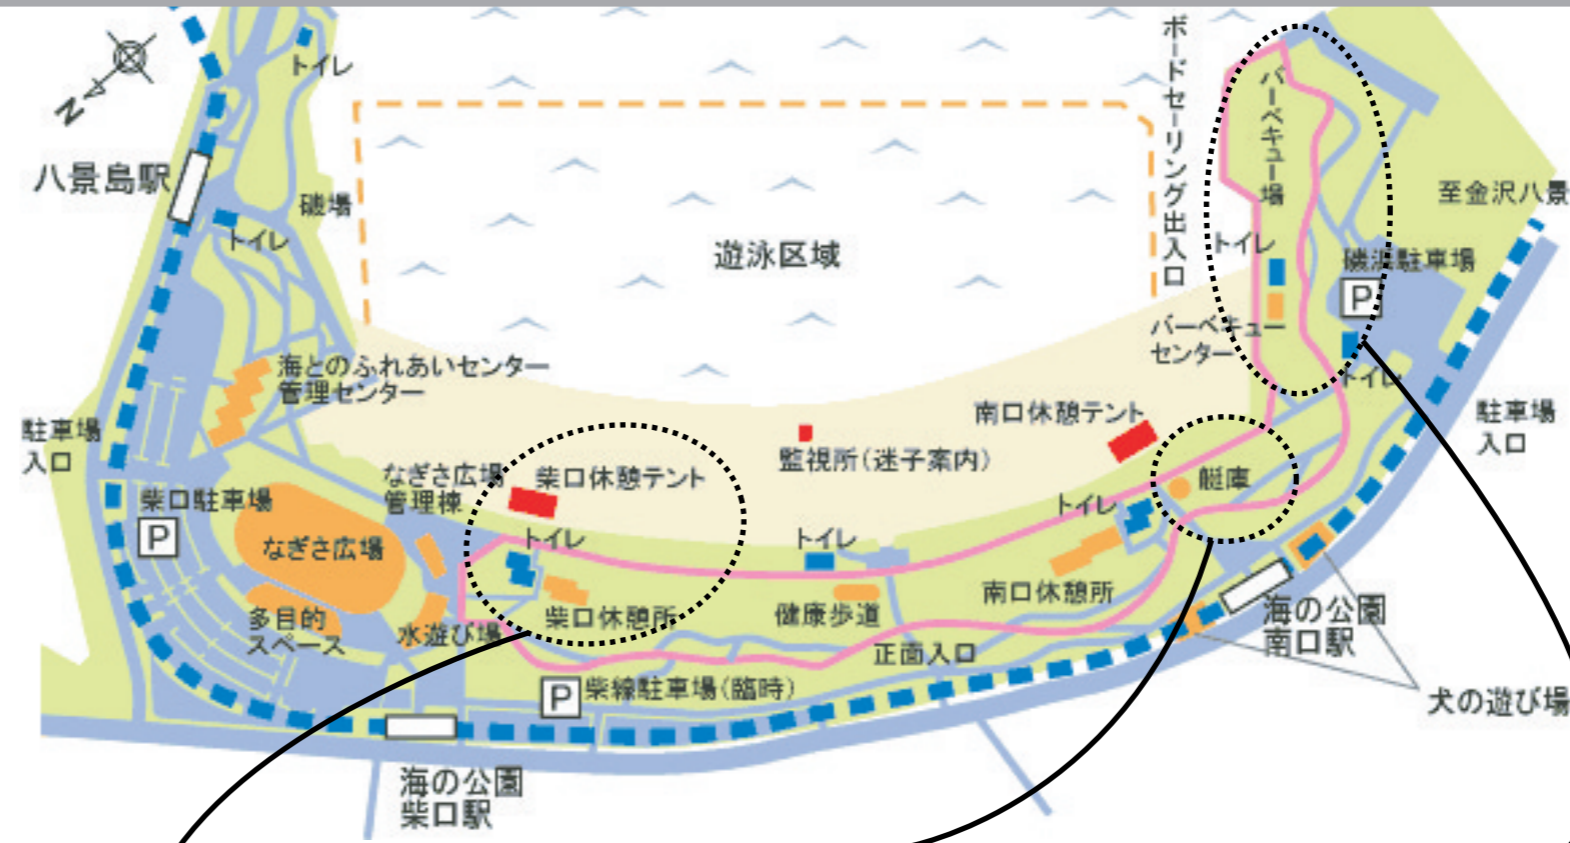 トイレ
N
八景島駅
磯場
トイレ
遊泳区域
ボードセーリング出入口
バーベキュー場
トイレ
至金沢八景
磯浜駐車場
P
バーベキュー
センター
トイレ
海とのふれあいセンター
管理センター
駐車場
入口
南口休憩テント
駐車場
入口
監視所(迷子案内)
なぎさ広場
管理棟
柴口休憩テント
艇庫
柴口駐車場
P
トイレ
トイレ
トイレ
なぎさ広場
南口休憩所
多目的
スペース
水遊び場
柴口休憩所
健康歩道
海の公園
南口駅
正面入口
P
柴線駐車場(臨時)
犬の遊び場
海の公園
柴口駅